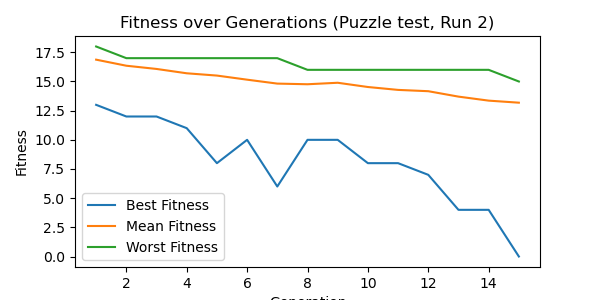 Fitness over Generations (Puzzle test, Run 2)
Fitness
17.5
15.0
12.5
10.0
7.5
5.0
2.5
0.0
Best Fitness
Mean Fitness
Worst Fitness
2 4 6 8 10 12 14
Generation